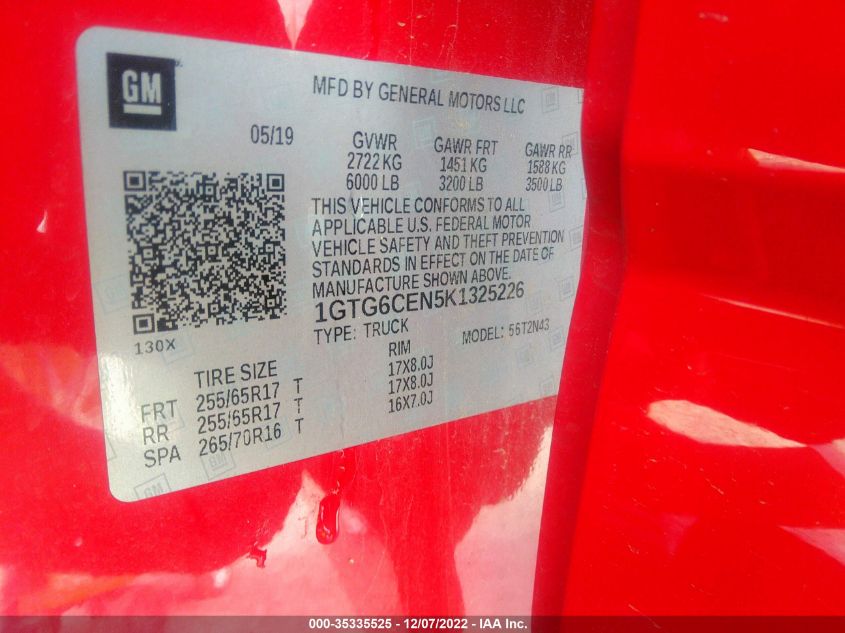 GM
MFD BY GENERAL MOTORS LLC
05/19 GVWR GAWR FRT GAWR RR
2722 KG 1451 KG 1588 KG
6000 LB 3200 LB 3500 LB
THIS VEHICLE CONFORMS TO ALL
APPLICABLE U.S. FEDERAL MOTOR
VEHICLE SAFETY AND THEFT PREVENTION
STANDARDS IN EFFECT ON THE DATE OF
MANUFACTURE SHOWN ABOVE.
1GTG6CEN5K1325226
TYPE: TRUCK MODEL: 56T2N43
130X
TIRE SIZE RIM
FRT 255/65R17 T 17X8.0J
RR 255/65R17 T 17X8.0J
SPA 265/70R16 T 16X7.0J
000-35335525 - 12/07/2022 - IAA Inc.